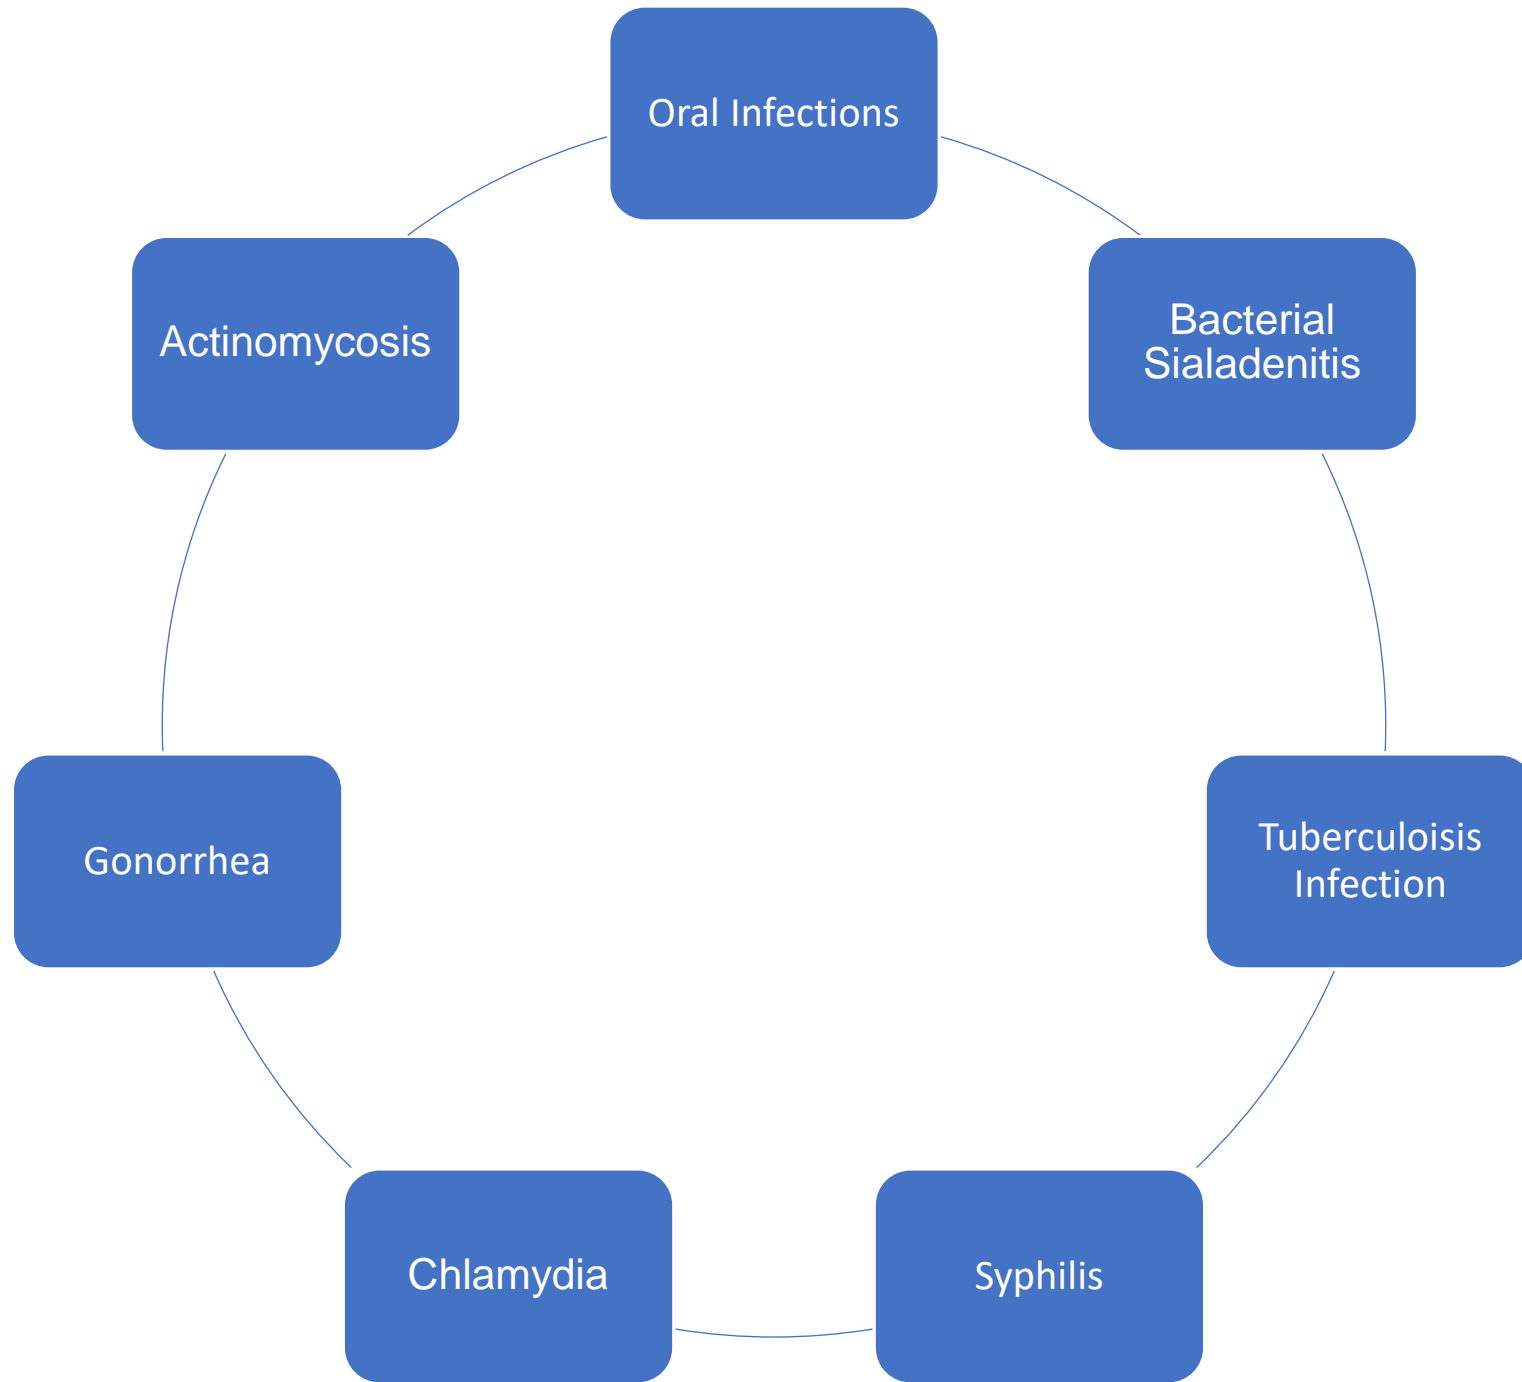 Oral Infections
Bacterial
Sialadenitis
Tuberculoisis
Infection
Syphilis
Chlamydia
Gonorrhea
Actinomycosis